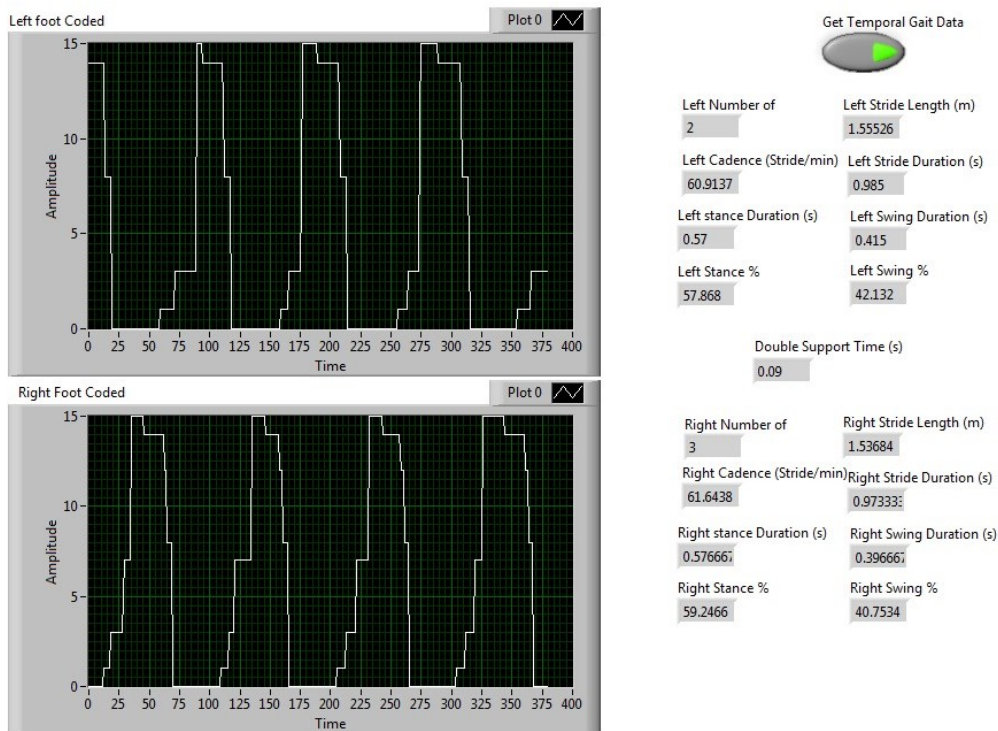 Left foot Coded
Plot 0
15
10
5
0
Amplitude
0 25 50 75 100 125 150 175 200 225 250 275 300 325 350 375 400
Time
Right Foot Coded
Plot 0
15
10
5
0
Amplitude
0 25 50 75 100 125 150 175 200 225 250 275 300 325 350 375 400
Time
Get Temporal Gait Data
Left Number of
2
Left Stride Length (m)
1.55526
Left Cadence (Stride/min)
60.9137
Left Stride Duration (s)
0.985
Left stance Duration (s)
0.57
Left Swing Duration (s)
0.415
Left Stance %
57.868
Left Swing %
42.132
Double Support Time (s)
0.09
Right Number of
3
Right Stride Length (m)
1.53684
Right Cadence (Stride/min)
61.6438
Right Stride Duration (s)
0.973333
Right stance Duration (s)
0.576667
Right Swing Duration (s)
0.396667
Right Stance %
59.2466
Right Swing %
40.7534